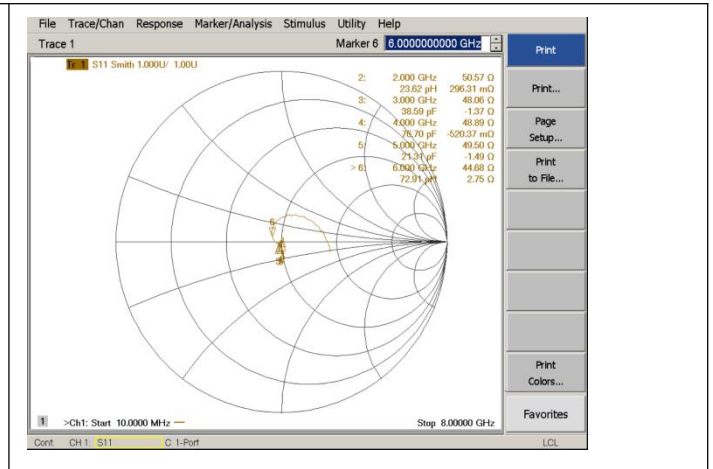 File Trace/Chan Response Marker/Analysis Stimulus Utility Help
Trace 1 Marker 6 6.0000000000 GHz
Print
Tr 1 S11 Smith 1.000U/ 1.00U
2: 2.000 GHz 50.57 Ω
23.62 pH 296.31 mΩ
3: 3.000 GHz 48.06 Ω
38.59 pF -1.37 Ω
4: 4.000 GHz 48.89 Ω
76.70 pF -520.37 mΩ
5: 5.000 GHz 49.50 Ω
21.31 pF -1.49 Ω
> 6: 6.000 GHz 44.68 Ω
72.91 pH 2.75 Ω
Print...
Page
Setup...
Print
to File...
6
Print
Colors...
Favorites
1 >Ch1: Start 10.0000 MHz Stop 8.00000 GHz
Cont. CH 1: S11 C 1-Port LCL